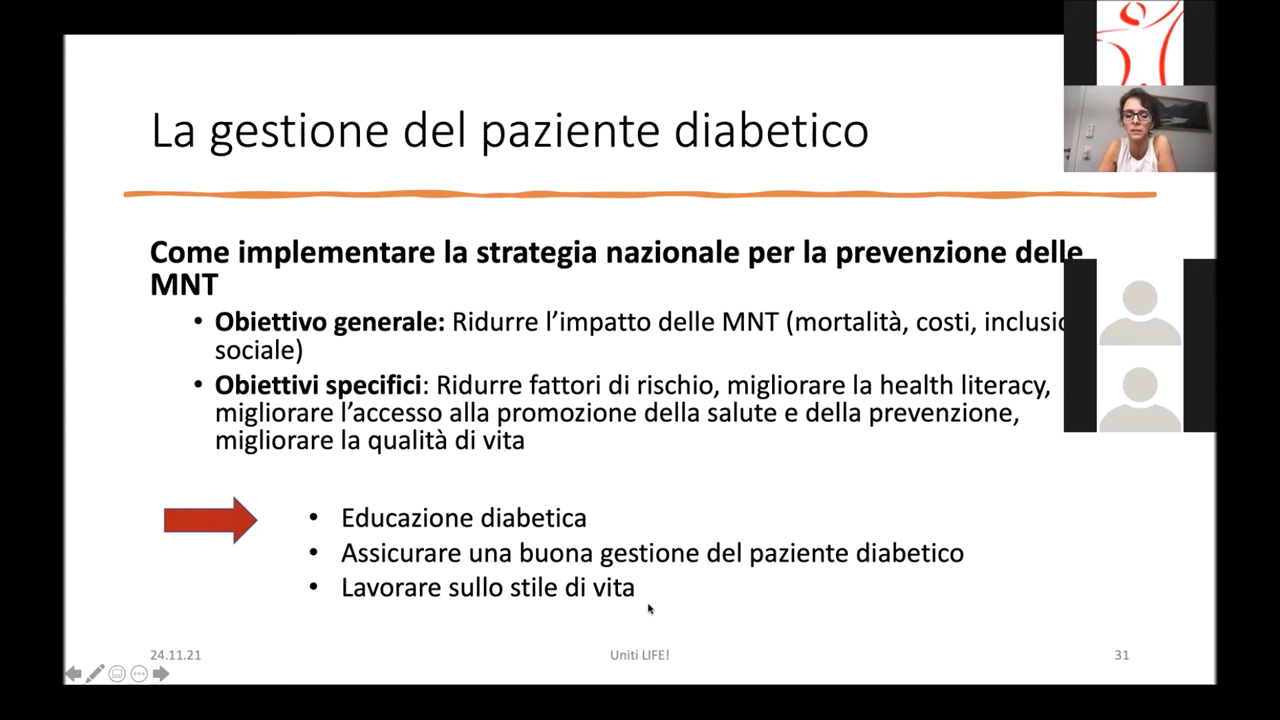 La gestione del paziente diabetico
Come implementare la strategia nazionale per la prevenzione delle
MNT
• Obiettivo generale: Ridurre l’impatto delle MNT (mortalità, costi,
sociale)
• Obiettivi specifici: Ridurre fattori di rischio, migliorare la health literacy,
migliorare l’accesso alla promozione della salute e della prevenzione,
migliorare la qualità di vita
• Educazione diabetica
• Assicurare una buona gestione del paziente diabetico
• Lavorare sullo stile di vita
24.11.21
Uniti LIFE!
31